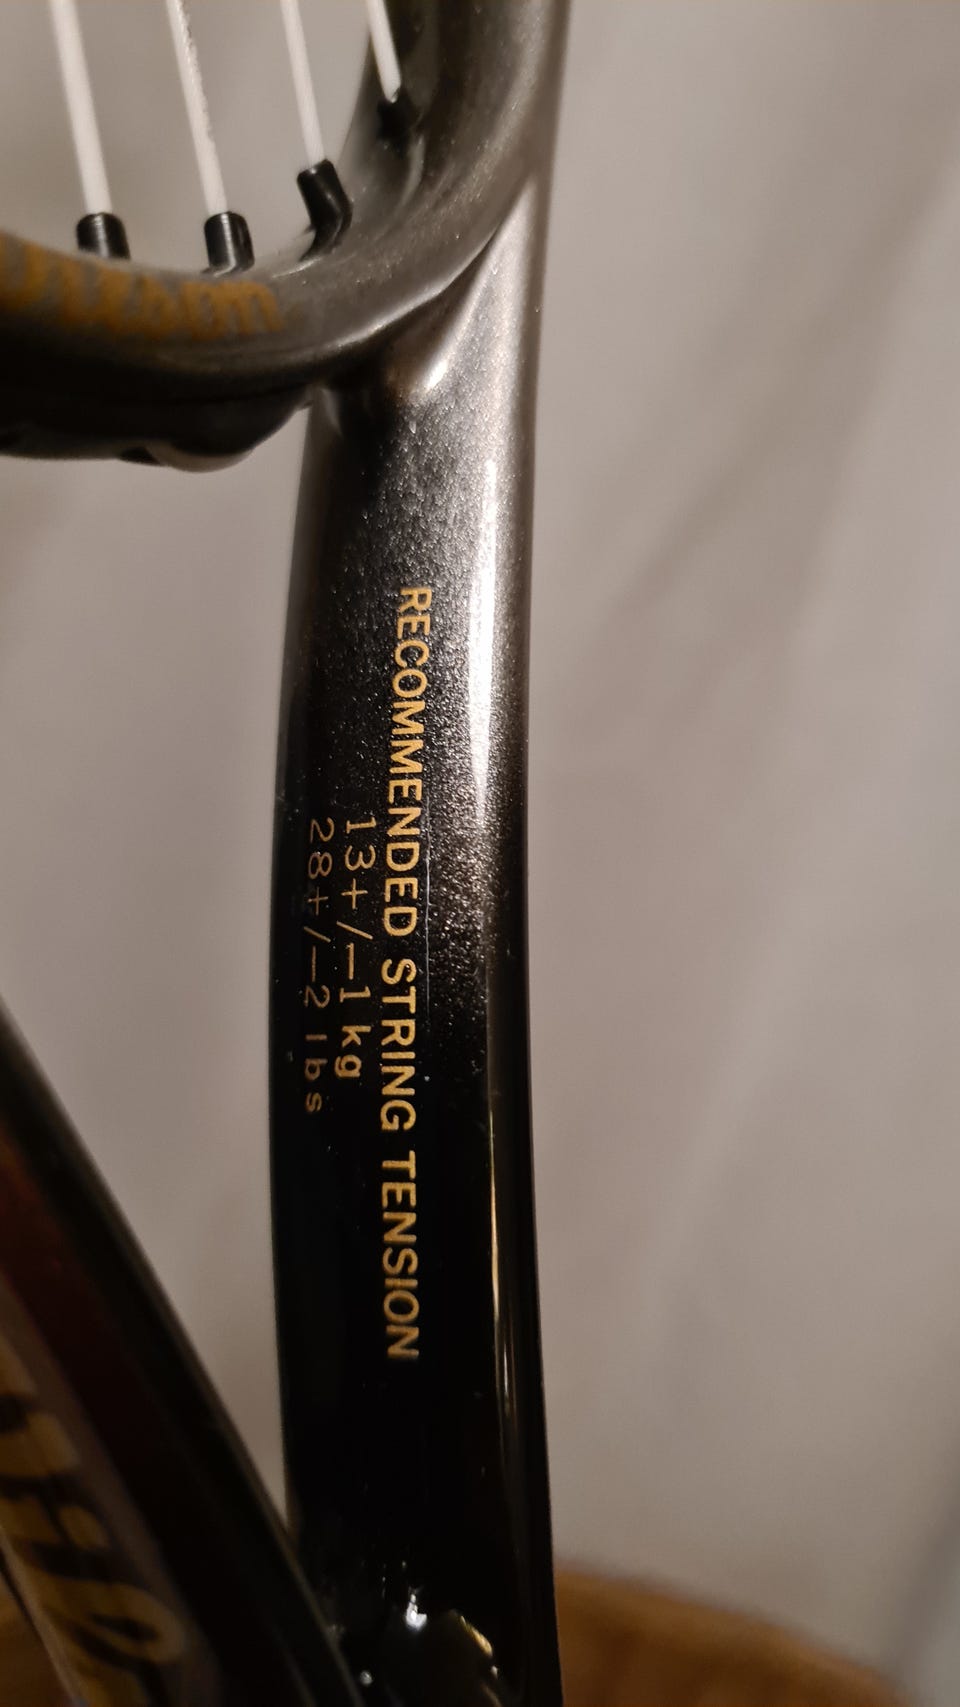 RECOMMENDED STRING TENSION
13+/-1 kg
28+/-2 lbs